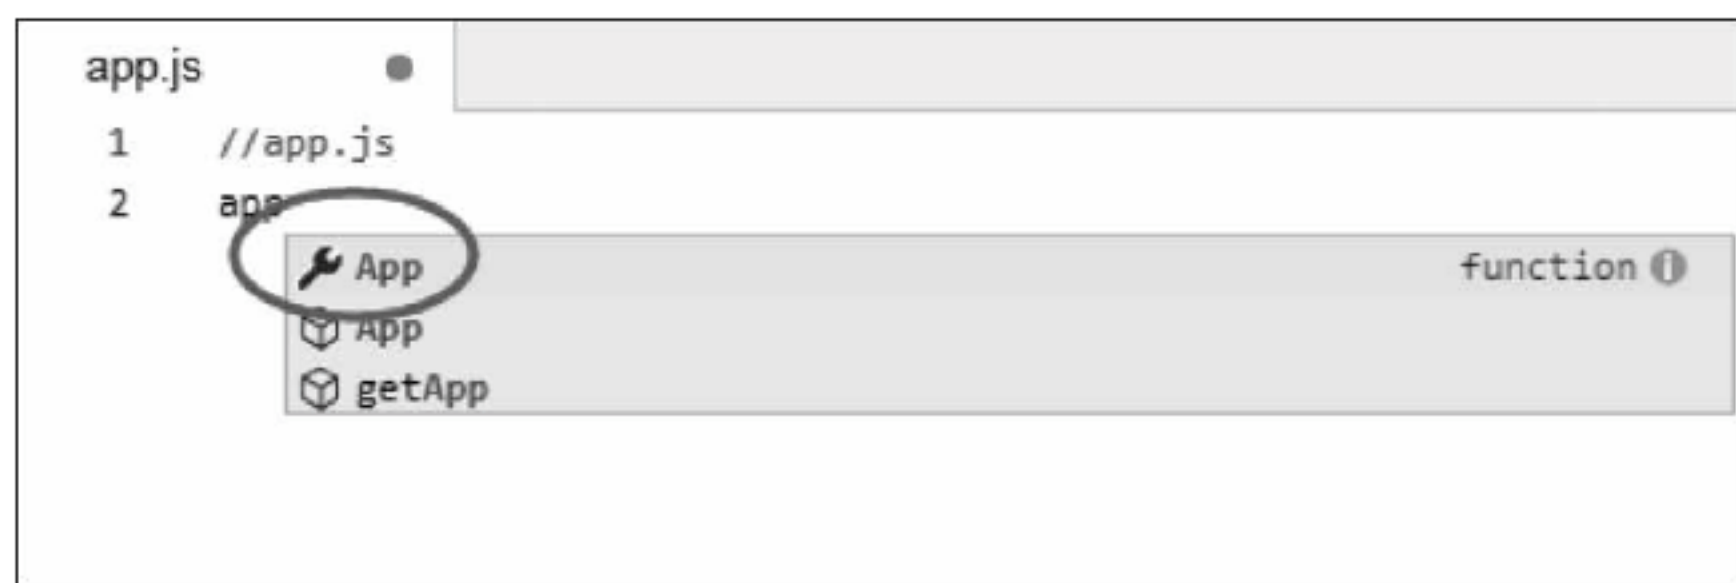 app.js
1 //app.js
2 app
App function
App
getApp